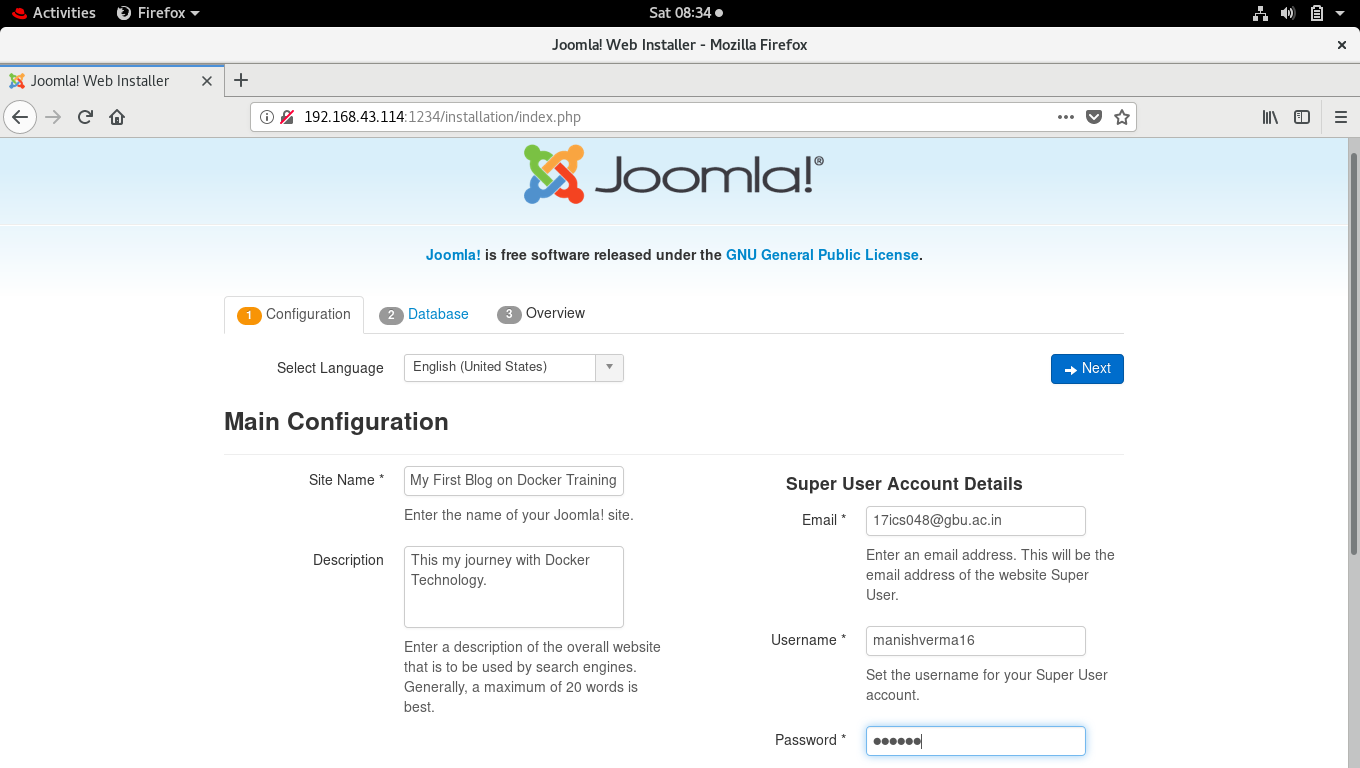 Activities Firefox Sat 08:34
Joomla! Web Installer - Mozilla Firefox
Joomla! Web Installer
192.168.43.114:1234/installation/index.php
Joomla!®
Joomla! is free software released under the GNU General Public License.
1 Configuration 2 Database 3 Overview
Select Language English (United States) Next
Main Configuration
Site Name * My First Blog on Docker Training
Enter the name of your Joomla! site.
Description This my journey with Docker
Technology.
Enter a description of the overall website
that is to be used by search engines.
Generally, a maximum of 20 words is
best.
Super User Account Details
Email * 17ics048@gbu.ac.in
Enter an email address. This will be the
email address of the website Super
User.
Username * manishverma16
Set the username for your Super User
account.
Password * ●●●●●●